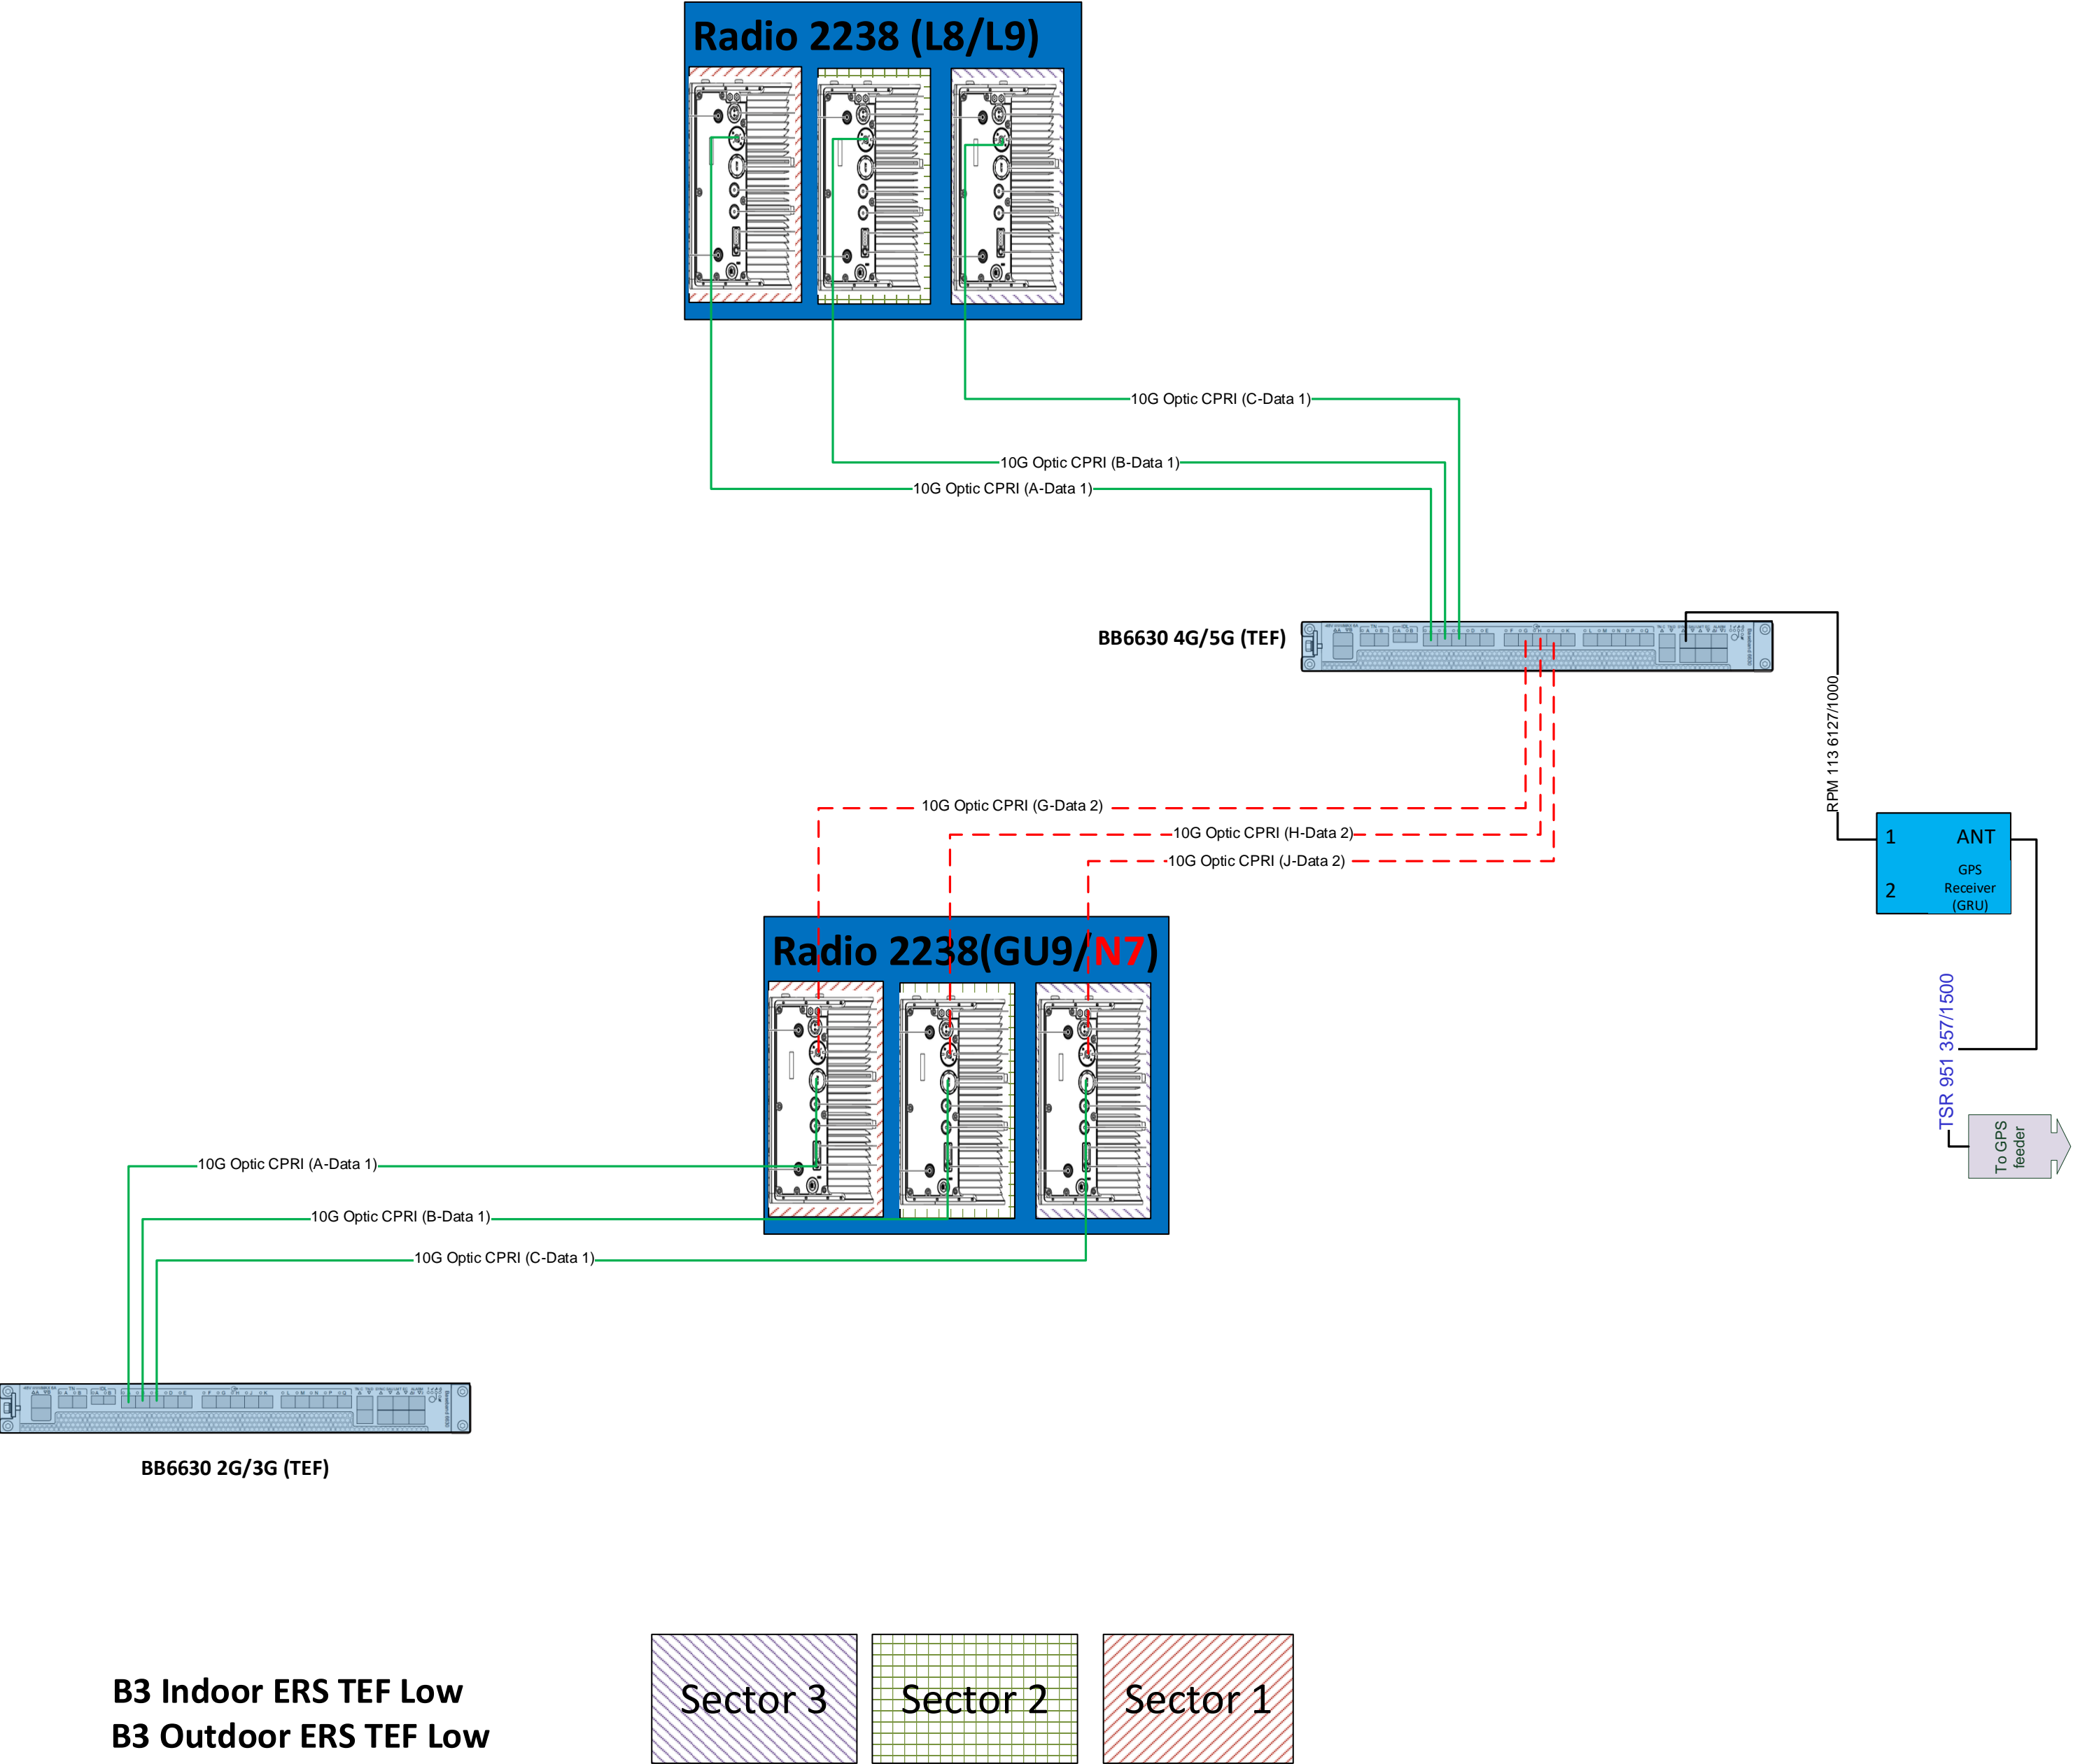 Radio 2238 (L8/L9)
10G Optic CPRI (C-Data 1)
10G Optic CPRI (B-Data 1)
10G Optic CPRI (A-Data 1)
BB6630 4G/5G (TEF)
RPM 113 6127/1000
10G Optic CPRI (G-Data 2)
10G Optic CPRI (H-Data 2)
10G Optic CPRI (J-Data 2)
1 ANT
2
GPS
Receiver
(GRU)
Radio 2238(GU9/N7)
TSR 951 357/1500
To GPS
feeder
10G Optic CPRI (A-Data 1)
10G Optic CPRI (B-Data 1)
10G Optic CPRI (C-Data 1)
BB6630 2G/3G (TEF)
B3 Indoor ERS TEF Low
B3 Outdoor ERS TEF Low
Sector 3
Sector 2
Sector 1